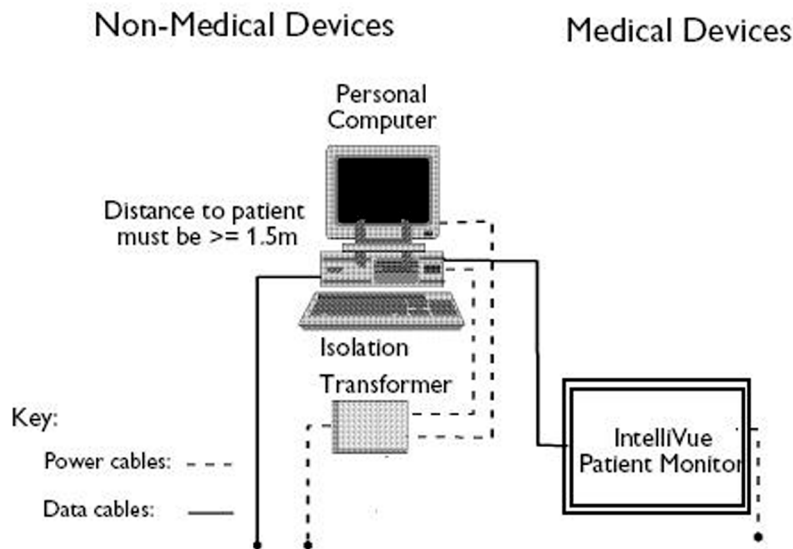 Non-Medical Devices
Medical Devices
Personal
Computer
Distance to patient
must be >= 1.5m
Isolation
Transformer
Key:
Power cables:
Data cables:
IntelliVue
Patient Monitor